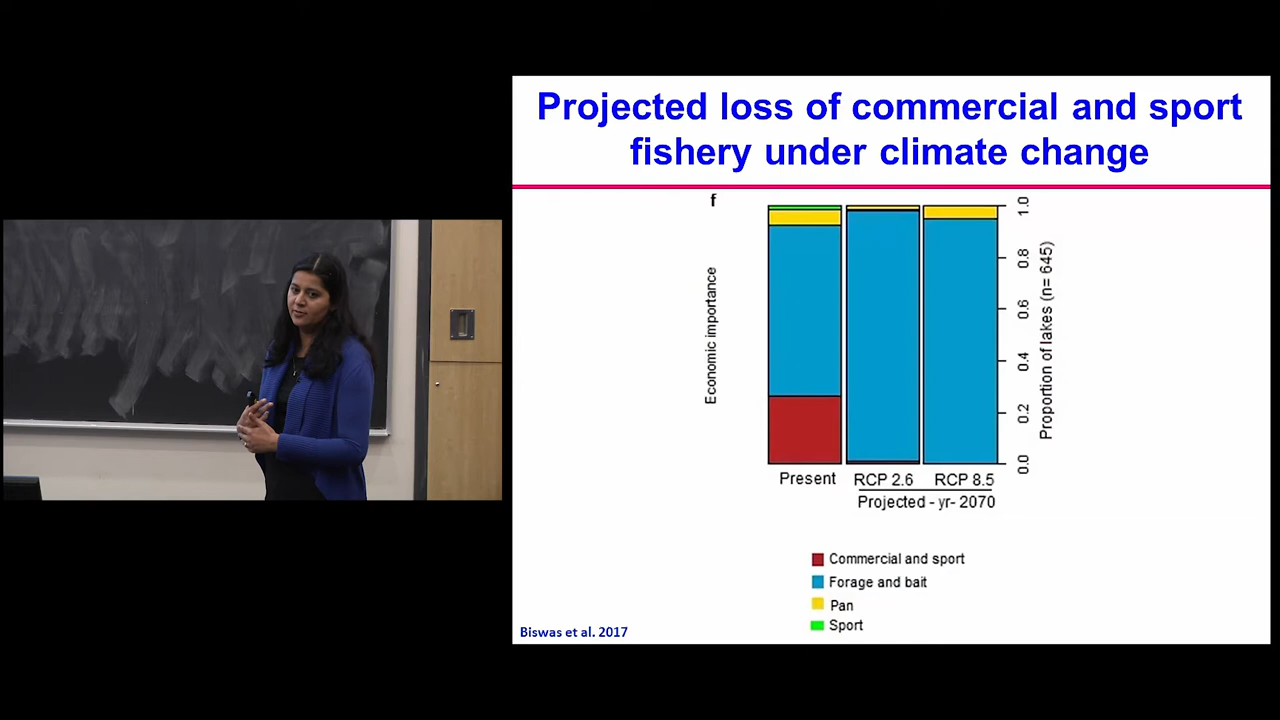 Projected loss of commercial and sport
fishery under climate change
f
Economic importance
1.0
0.8
0.6
0.4
0.2
0.0
Proportion of lakes (n= 645)
Present
RCP 2.6
RCP 8.5
Projected - yr- 2070
Commercial and sport
Forage and bait
Pan
Sport
Biswas et al. 2017